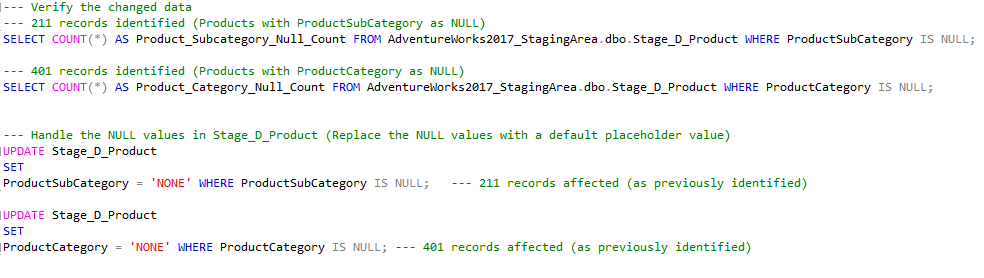 --- Verify the changed data
--- 211 records identified (Products with ProductSubCategory as NULL)
SELECT COUNT(*) AS Product_Subcategory_Null_Count FROM AdventureWorks2017_StagingArea.dbo.Stage_D_Product WHERE ProductSubCategory IS NULL;
--- 401 records identified (Products with ProductCategory as NULL)
SELECT COUNT(*) AS Product_Category_Null_Count FROM AdventureWorks2017_StagingArea.dbo.Stage_D_Product WHERE ProductCategory IS NULL;
--- Handle the NULL values in Stage_D_Product (Replace the NULL values with a default placeholder value)
UPDATE Stage_D_Product
SET
ProductSubCategory = 'NONE' WHERE ProductSubCategory IS NULL;   --- 211 records affected (as previously identified)
UPDATE Stage_D_Product
SET
ProductCategory = 'NONE' WHERE ProductCategory IS NULL; --- 401 records affected (as previously identified)